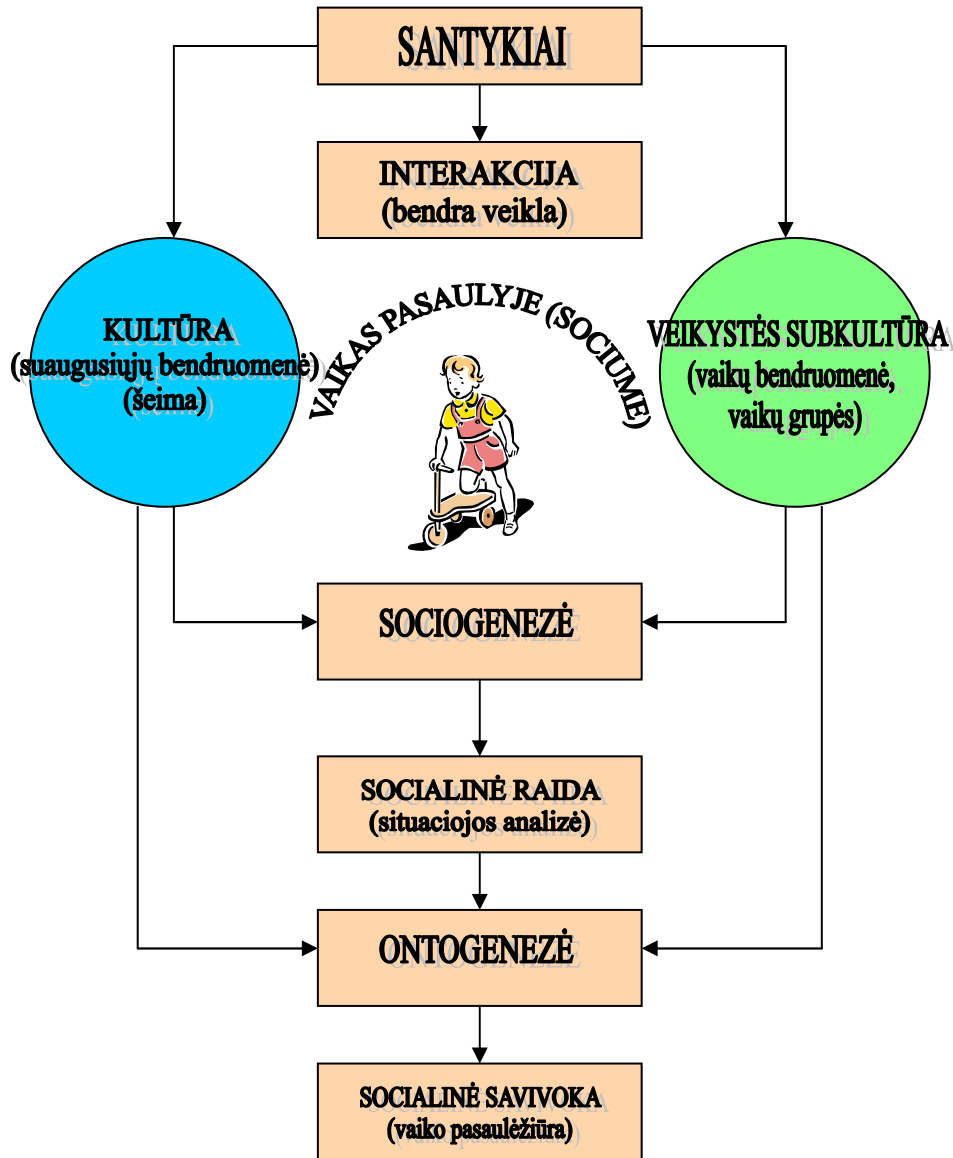 SANTYKIAI
INTERAKCIJA
(bendra veikla)
VAIKAS PASAULYJE (SOCIUME)
KULTŪRA
(suaugusiųjų bendruomenė)
(šeima)
VEIKYSTĖS SUBKULTŪRA
(vaikų bendruomenė,
vaikų grupės)
SOCIOGENEZĖ
SOCIALINĖ RAIDA
(situaciojos analizė)
ONTOGENEZĖ
SOCIALINĖ SAVIVOKA
(vaiko pasaulėžiūra)